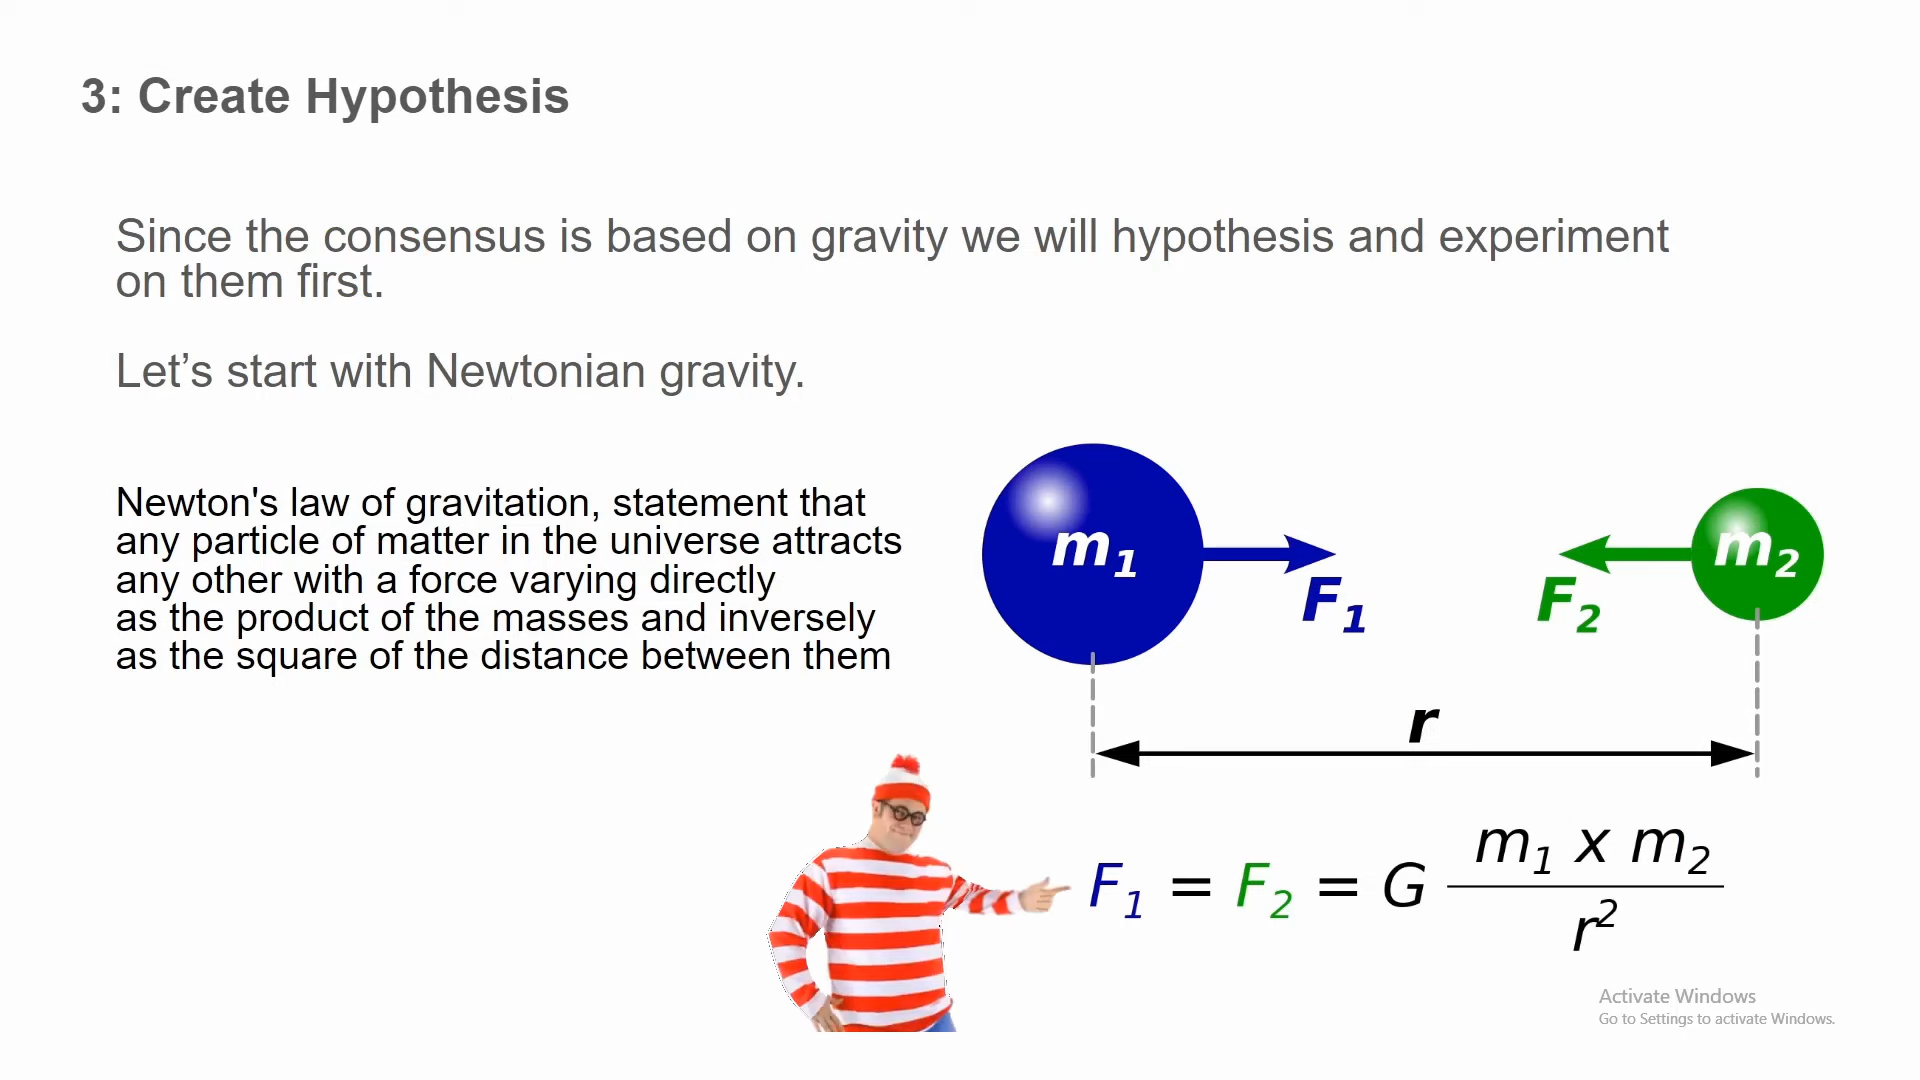 3: Create Hypothesis
Since the consensus is based on gravity we will hypothesis and experiment
on them first.
Let’s start with Newtonian gravity.
Newton's law of gravitation, statement that
any particle of matter in the universe attracts
any other with a force varying directly
as the product of the masses and inversely
as the square of the distance between them
m₁
m₂
F₁
F₂
r
F₁ = F₂ = G (m₁ x m₂) / r²
Activate Windows
Go to Settings to activate Windows.